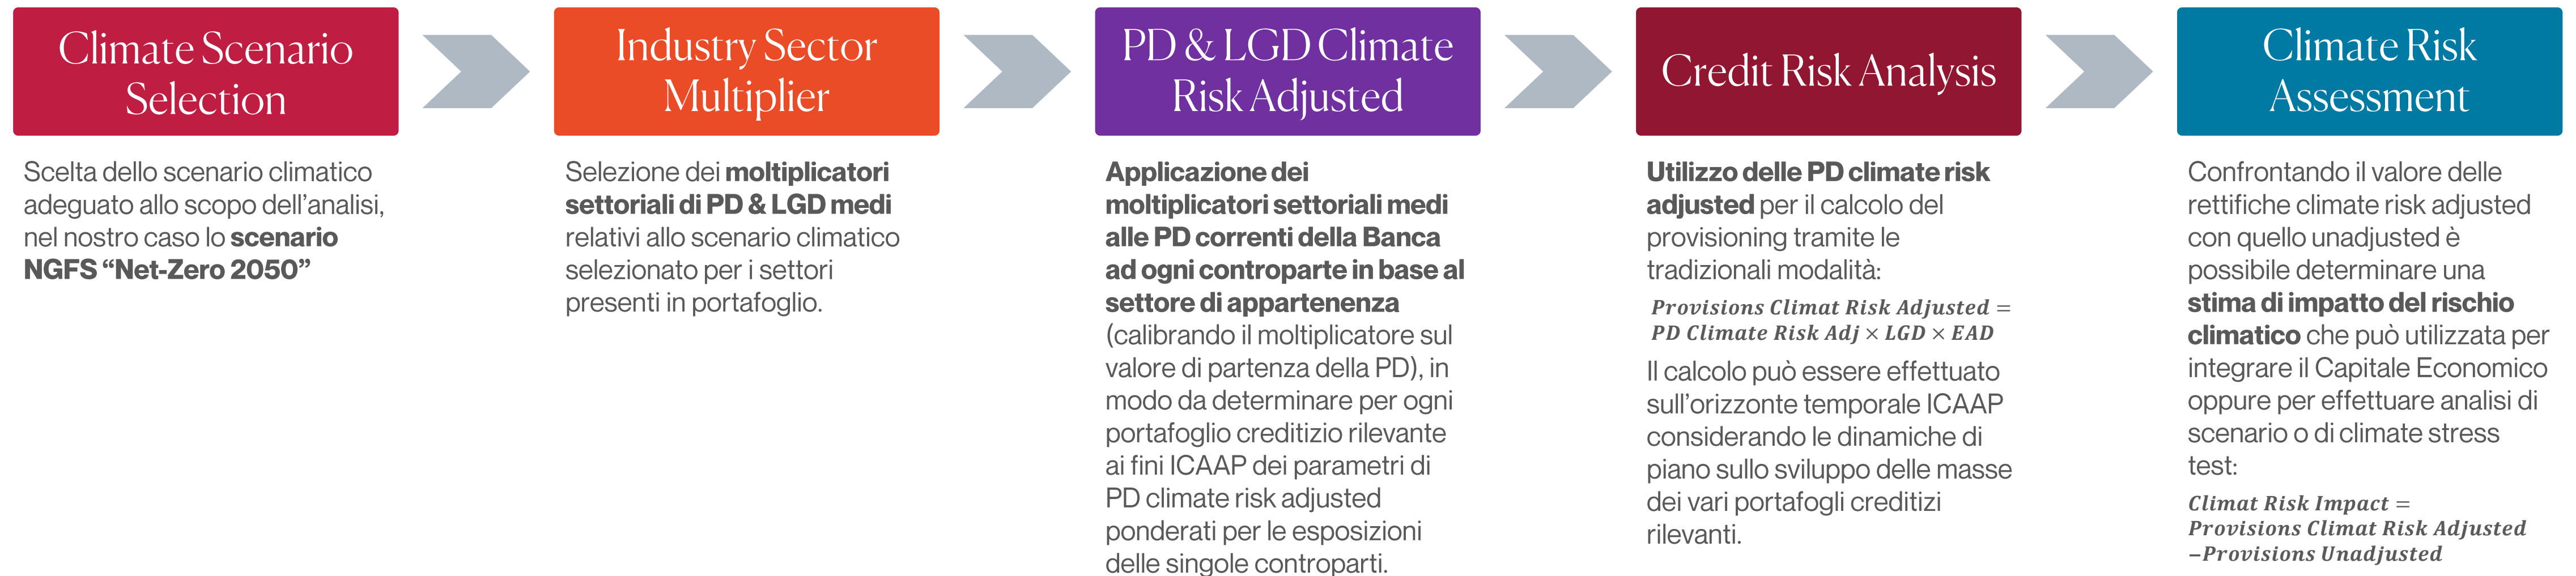 Climate Scenario
Selection
Scelta dello scenario climatico
adeguato allo scopo dell’analisi,
nel nostro caso lo scenario
NGFS “Net-Zero 2050”
Industry Sector
Multiplier
Selezione dei moltiplicatori
settoriali di PD & LGD medi
relativi allo scenario climatico
selezionato per i settori
presenti in portafoglio.
PD & LGD Climate
Risk Adjusted
Applicazione dei
moltiplicatori settoriali medi
alle PD correnti della Banca
ad ogni controparte in base al
settore di appartenenza
(calibrando il moltiplicatore sul
valore di partenza della PD), in
modo da determinare per ogni
portafoglio creditizio rilevante
ai fini ICAAP dei parametri di
PD climate risk adjusted
ponderati per le esposizioni
delle singole controparti.
Credit Risk Analysis
Utilizzo delle PD climate risk
adjusted per il calcolo del
provisioning tramite le
tradizionali modalità:
Provisions Climat Risk Adjusted =
PD Climate Risk Adj × LGD × EAD
Il calcolo può essere effettuato
sull’orizzonte temporale ICAAP
considerando le dinamiche di
piano sullo sviluppo delle masse
dei vari portafogli creditizi
rilevanti.
Climate Risk
Assessment
Confrontando il valore delle
rettifiche climate risk adjusted
con quello unadjusted è
possibile determinare una
stima di impatto del rischio
climatico che può utilizzata per
integrare il Capitale Economico
oppure per effettuare analisi di
scenario o di climate stress
test:
Climat Risk Impact =
Provisions Climat Risk Adjusted
−Provisions Unadjusted